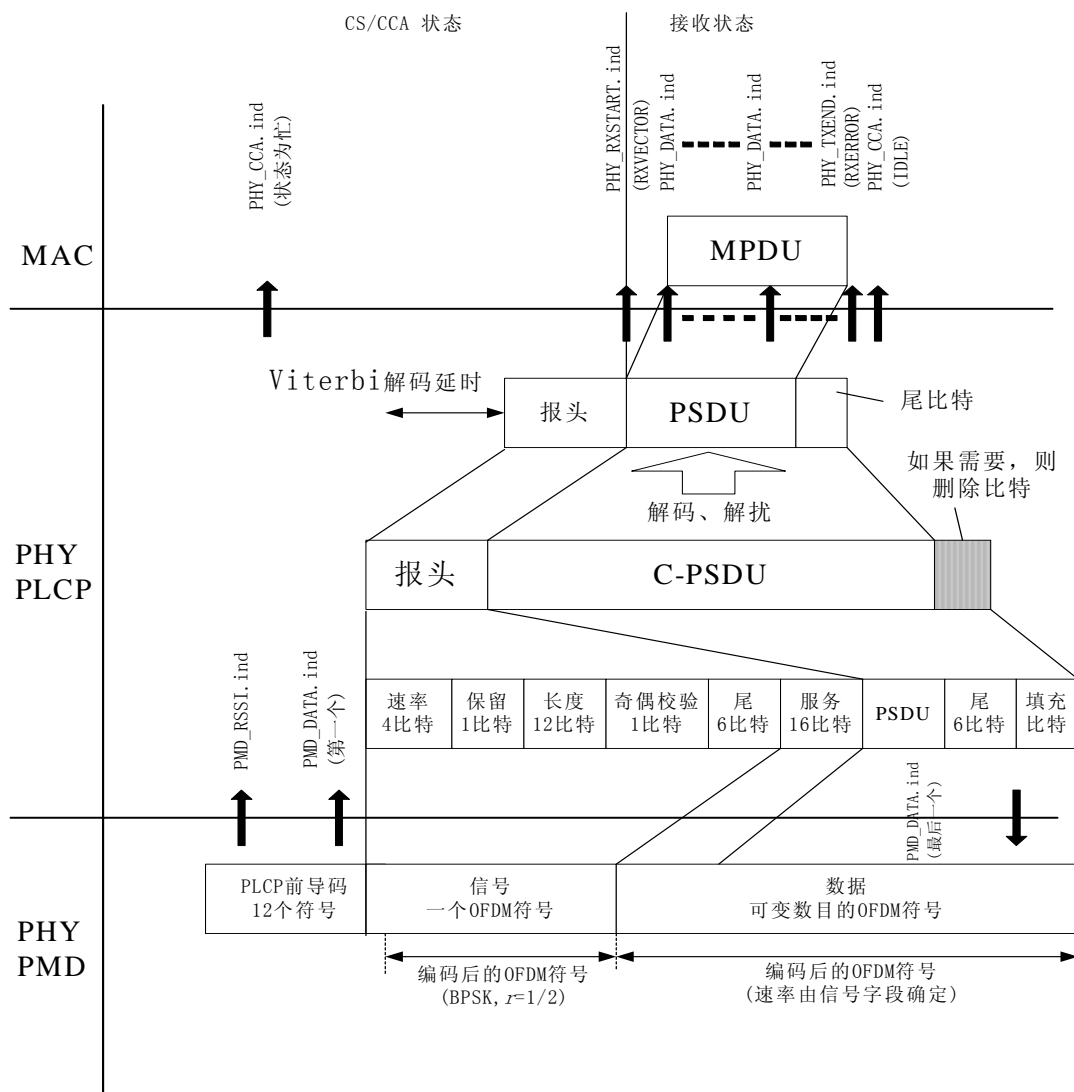 CS/CCA 状态
接收状态
PHY_CCA.ind
(状态为忙)
PHY_RXSTART.ind
(RXVECTOR)
PHY_DATA.ind
PHY_DATA.ind
PHY_TXEND.ind
(RXERROR)
PHY_CCA.ind
(IDLE)
MAC
MPDU
Viterbi解码延时
报头
PSDU
尾比特
如果需要，则
删除比特
解码、解扰
PHY
PLCP
报头
C-PSDU
PMD_RSSI.ind
PMD_DATA.ind
(第一个)
速率
4比特
保留
1比特
长度
12比特
奇偶校验
1比特
尾
6比特
服务
16比特
PSDU
尾
6比特
填充
比特
PMD_DATA.ind
(最后一个)
PHY
PMD
PLCP前导码
12个符号
信号
一个OFDM符号
数据
可变数目的OFDM符号
编码后的OFDM符号
(BPSK,r=1/2)
编码后的OFDM符号
(速率由信号字段确定)